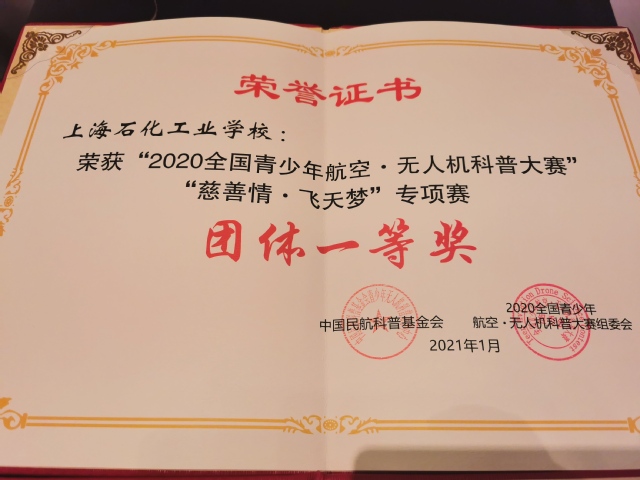 荣誉证书
上海石化工业学校：
荣获“2020全国青少年航空·无人机科普大赛”
“慈善情·飞天梦”专项赛
团体一等奖
中国民航科普基金会
2020全国青少年
航空·无人机科普大赛组委会
2021年1月